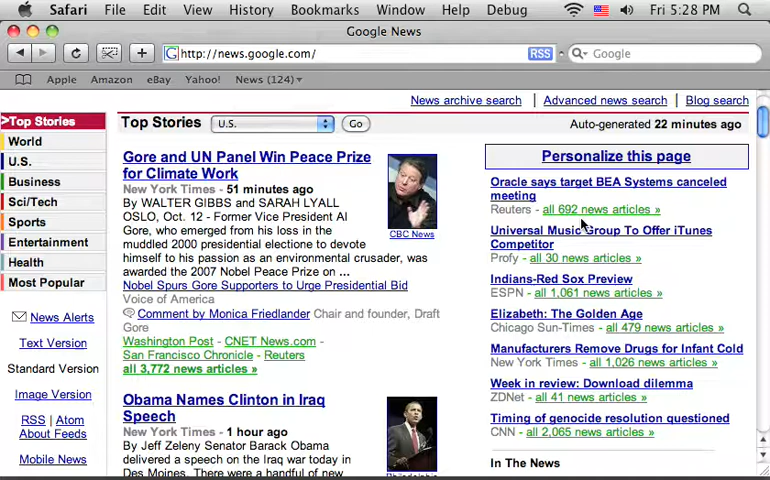 Safari File Edit View History Bookmarks Window Help Debug Fri 5:28 PM
Google News
http://news.google.com/ RSS Google
Apple Amazon eBay Yahoo! News (124)
News archive search | Advanced news search | Blog search
>Top Stories
World
U.S.
Business
Sci/Tech
Sports
Entertainment
Health
Most Popular
News Alerts
Text Version
Standard Version
Image Version
RSS | Atom
About Feeds
Mobile News
Top Stories U.S. Go
Auto-generated 22 minutes ago
Gore and UN Panel Win Peace Prize
for Climate Work
New York Times - 51 minutes ago
By WALTER GIBBS and SARAH LYALL
OSLO, Oct. 12 - Former Vice President Al
Gore, who emerged from his loss in the
muddled 2000 presidential electione to devote
himself to his passion as an environmental crusader, was
awarded the 2007 Nobel Peace Prize on ...
CBC News
Nobel Spurs Gore Supporters to Urge Presidential Bid
Voice of America
Comment by Monica Friedlander Chair and founder, Draft
Gore
Washington Post - CNET News.com -
San Francisco Chronicle - Reuters
all 3,772 news articles »
Obama Names Clinton in Iraq
Speech
New York Times - 1 hour ago
By Jeff Zeleny Senator Barack Obama
delivered a speech on the Iraq war today in
Des Moines. There were a handful of new
Philadelphia
Personalize this page
Oracle says target BEA Systems canceled
meeting
Reuters - all 692 news articles »
Universal Music Group To Offer iTunes
Competitor
Profy - all 30 news articles »
Indians-Red Sox Preview
ESPN - all 1,061 news articles »
Elizabeth: The Golden Age
Chicago Sun-Times - all 479 news articles »
Manufacturers Remove Drugs for Infant Cold
New York Times - all 1,026 news articles »
Week in review: Download dilemma
ZDNet - all 41 news articles »
Timing of genocide resolution questioned
CNN - all 2,065 news articles »
In The News